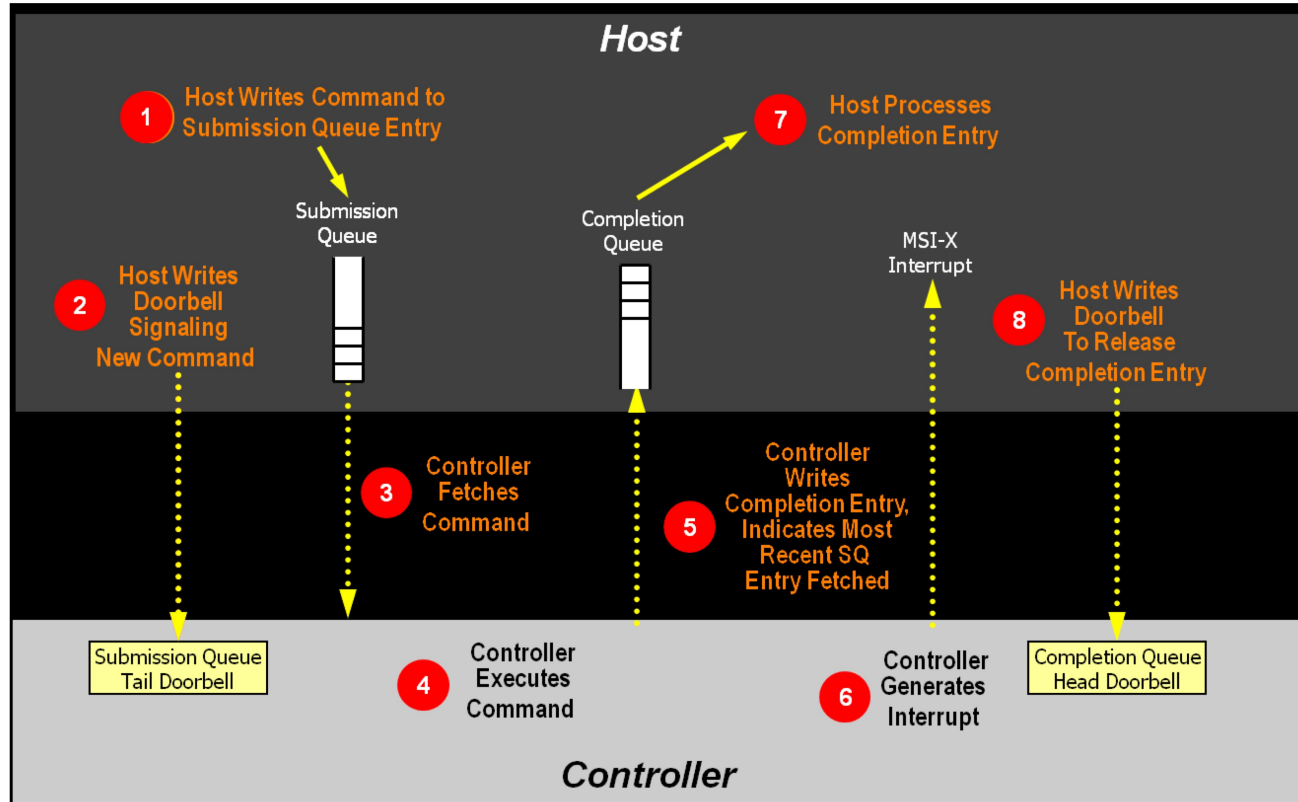 Host
1
Host Writes Command to
Submission Queue Entry
7
Host Processes
Completion Entry
Submission
Queue
Completion
Queue
MSI-X
Interrupt
2
Host Writes
Doorbell
Signaling
New Command
8
Host Writes
Doorbell
To Release
Completion Entry
3
Controller
Fetches
Command
5
Controller
Writes
Completion Entry,
Indicates Most
Recent SQ
Entry Fetched
Submission Queue
Tail Doorbell
4
Controller
Executes
Command
6
Controller
Generates
Interrupt
Completion Queue
Head Doorbell
Controller